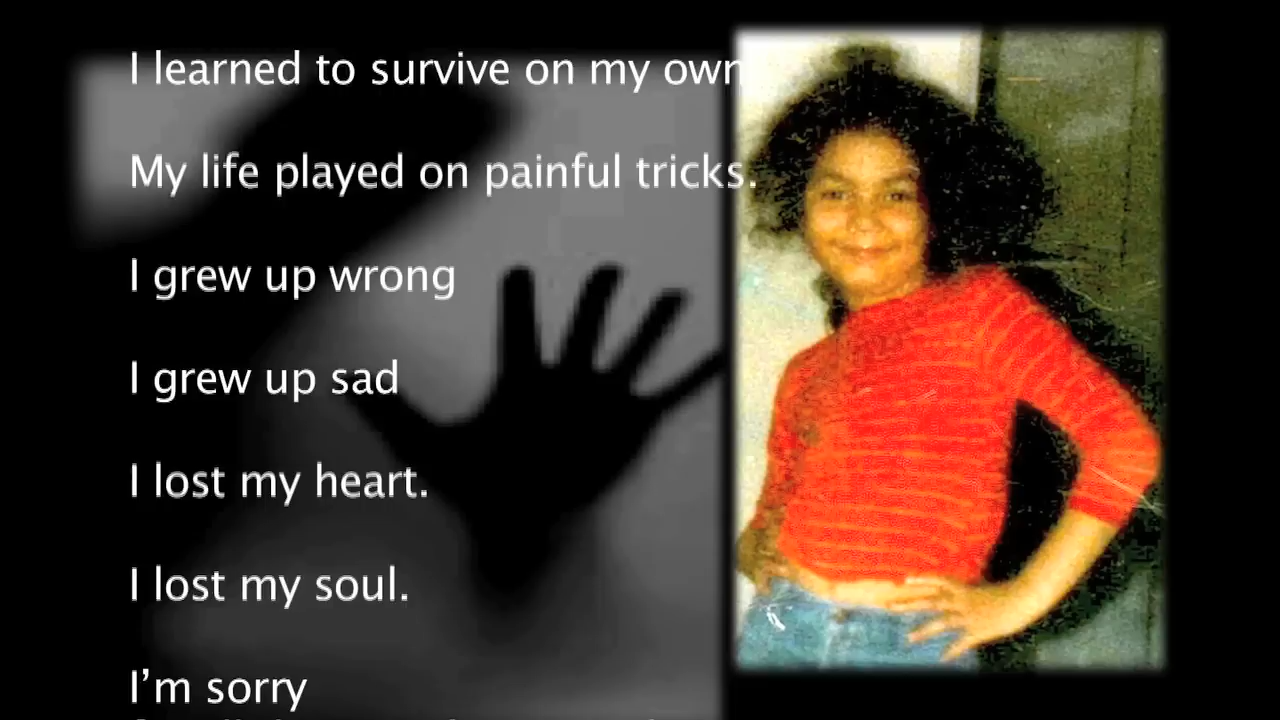 I learned to survive on my own
My life played on painful tricks.
I grew up wrong
I grew up sad
I lost my heart.
I lost my soul.
I'm sorry